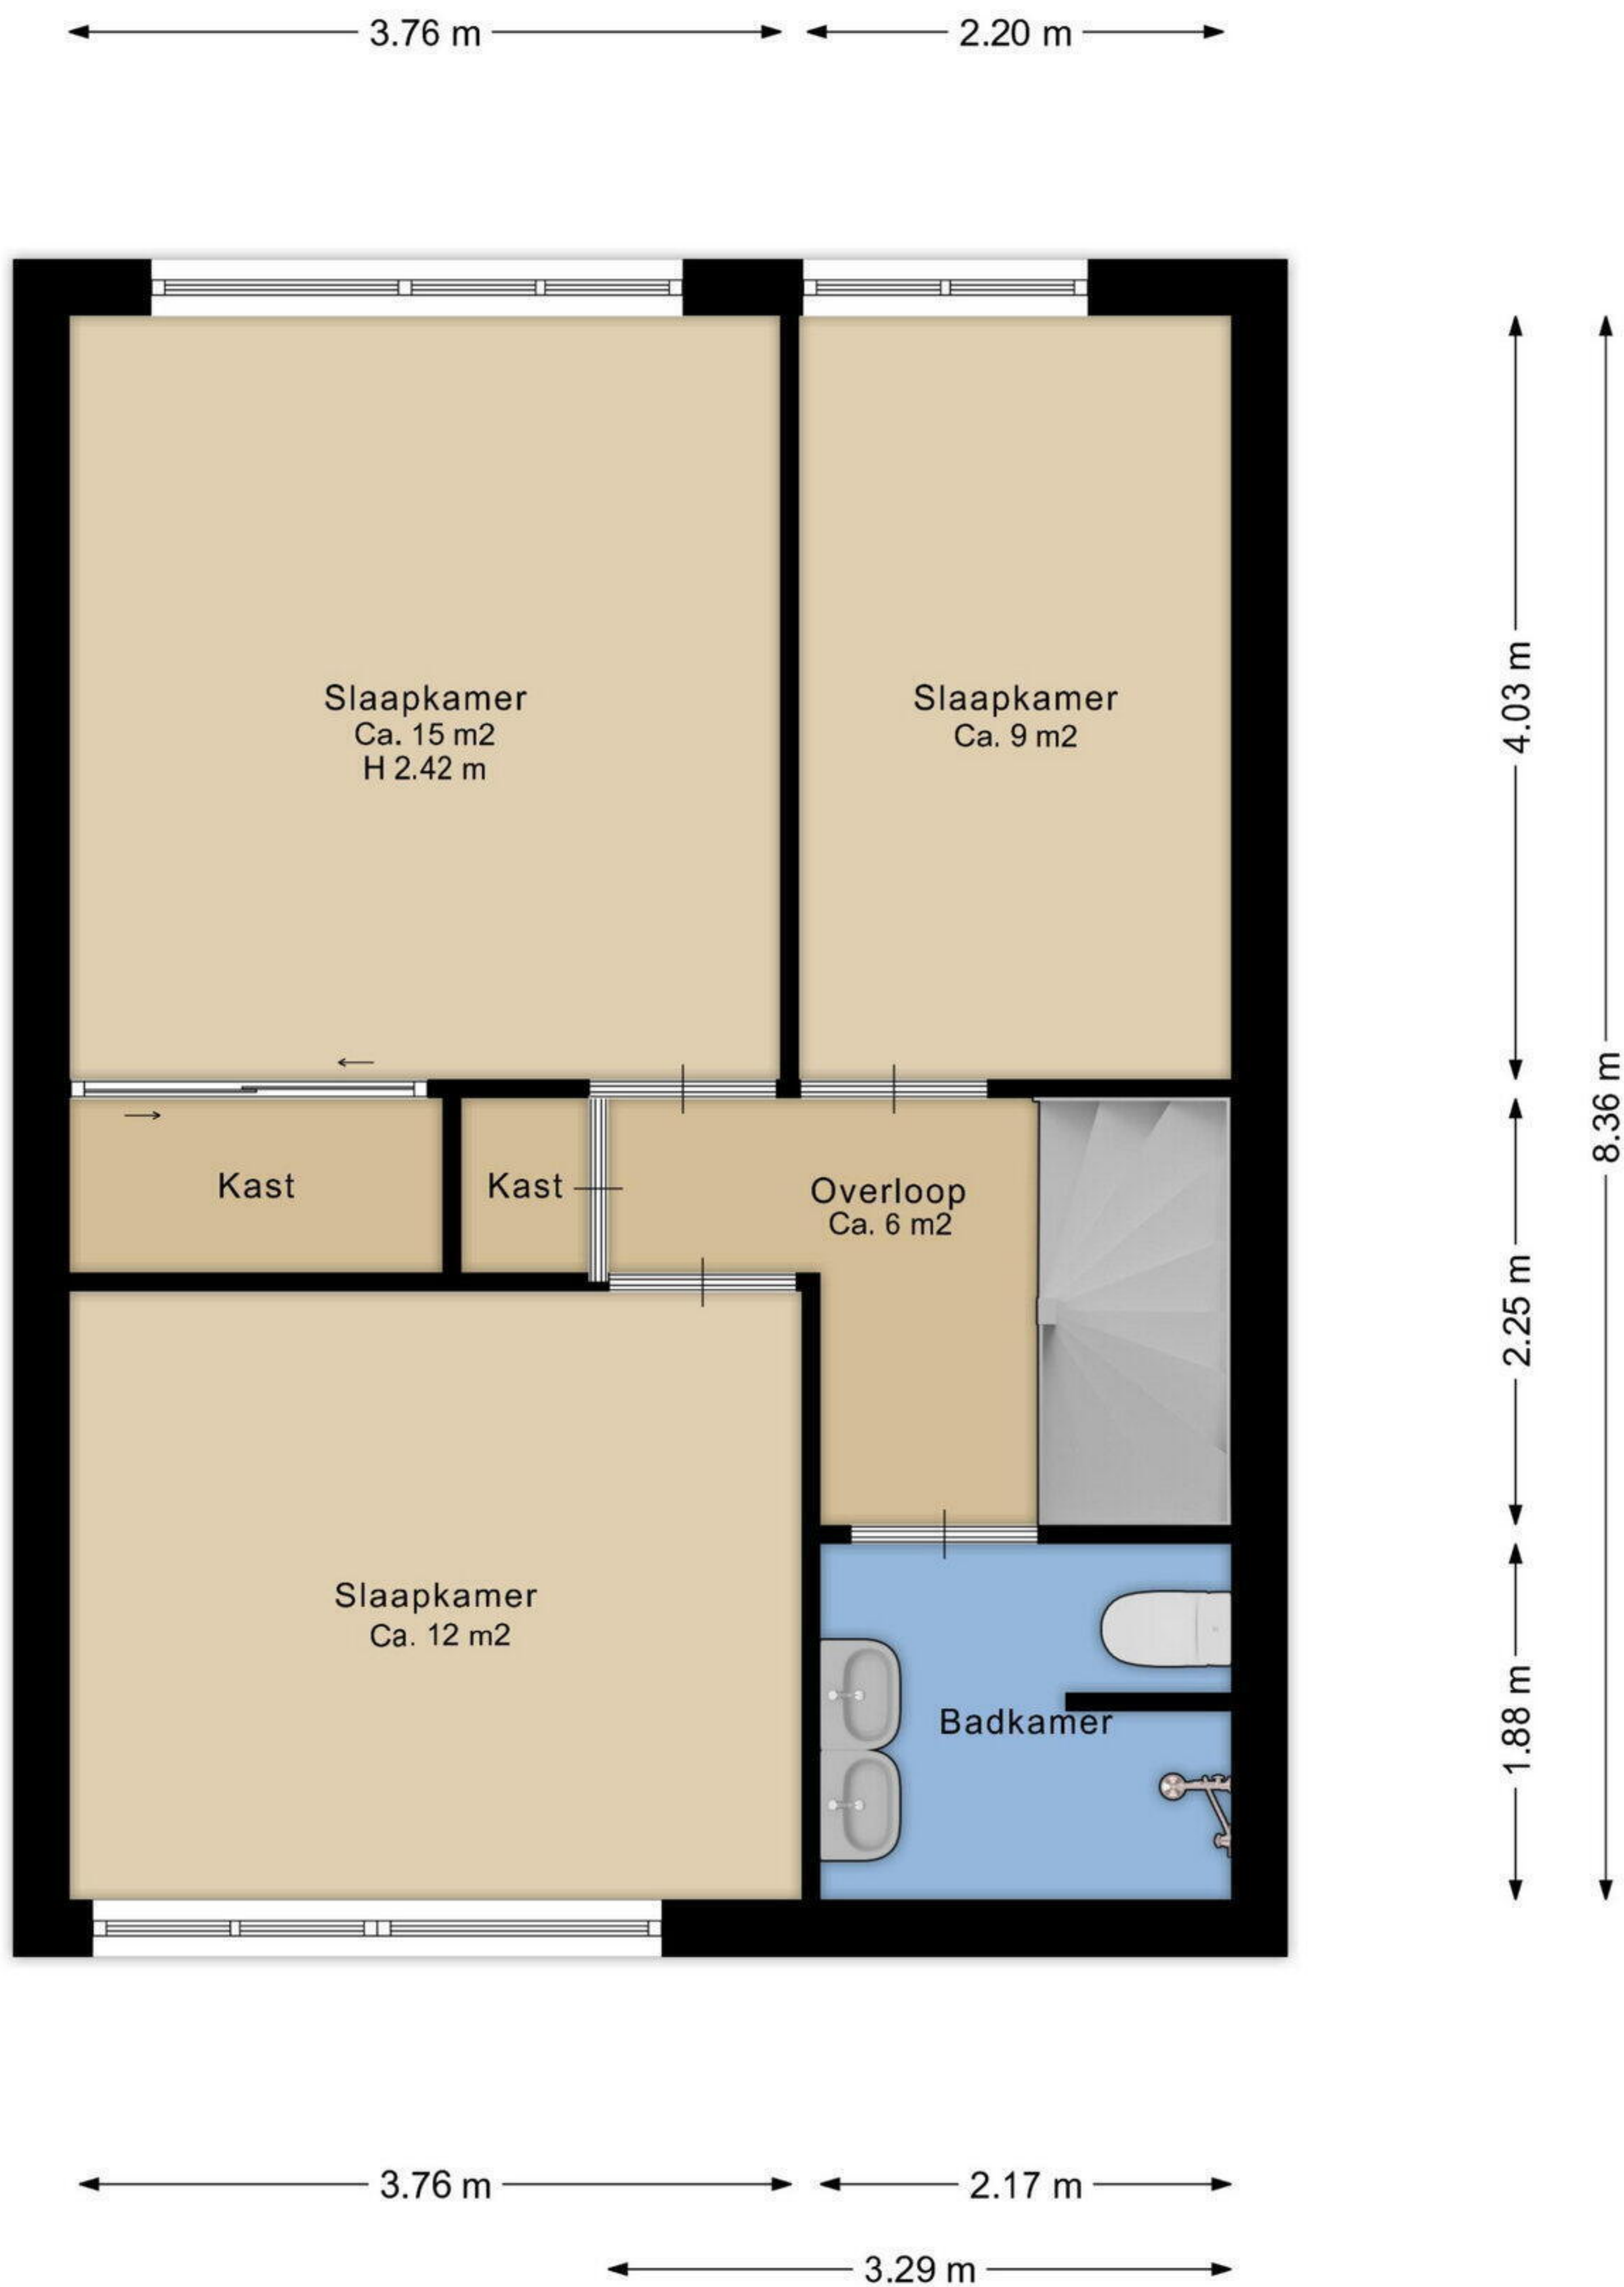 3.76 m
2.20 m
Slaapkamer
Ca. 15 m2
H 2.42 m
Slaapkamer
Ca. 9 m2
4.03 m
8.36 m
Kast
Kast
Overloop
Ca. 6 m2
2.25 m
Slaapkamer
Ca. 12 m2
Badkamer
1.88 m
3.76 m
2.17 m
3.29 m